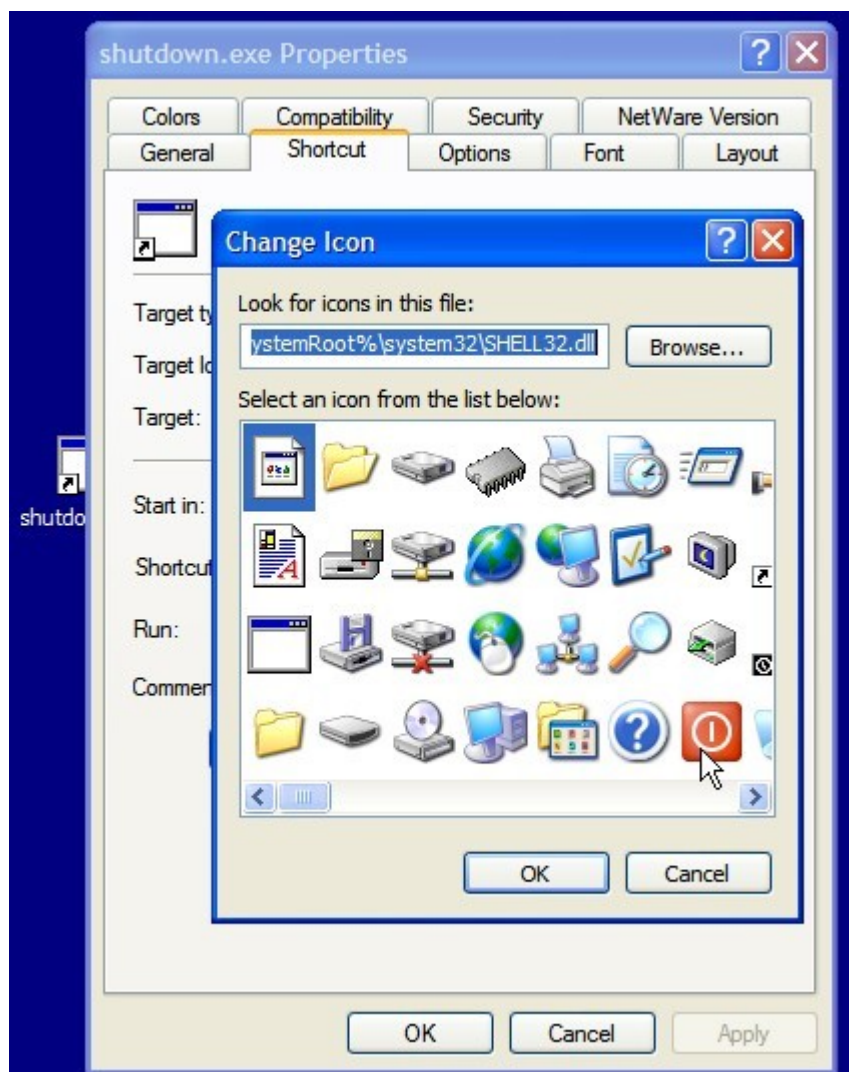 shutdown.exe Properties
Colors Compatibility Security NetWare Version
General Shortcut Options Font Layout
Change Icon
Target ty
Look for icons in this file:
ystemRoot%\system32\SHELL32.dll Browse...
Target lo
Select an icon from the list below:
Target:
Start in:
shutdo
Shortcut
Run:
Commen
OK Cancel
OK Cancel Apply